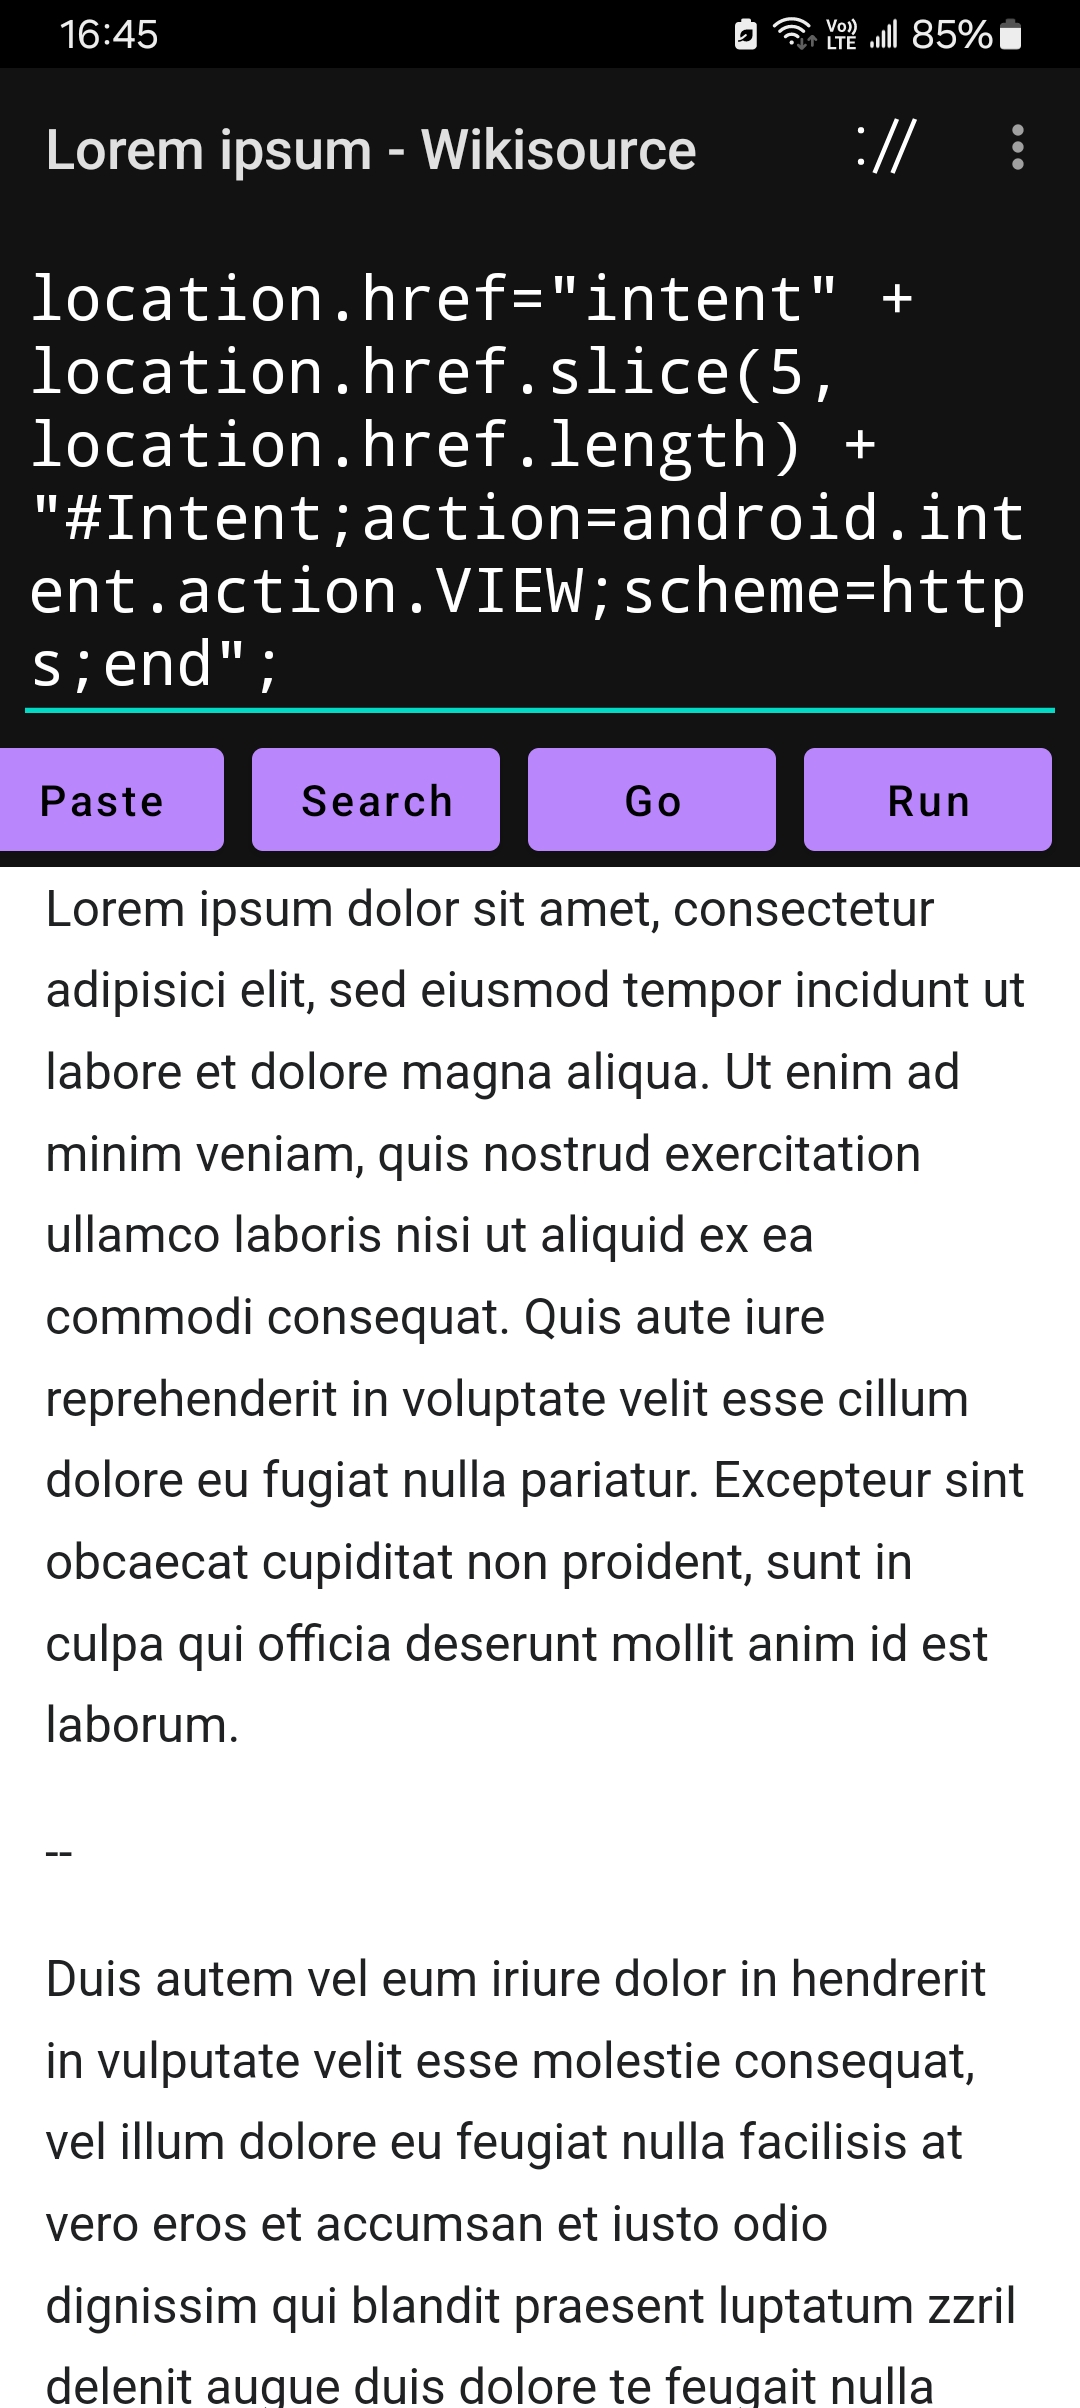 16:45 Vo)) LTE 85%
Lorem ipsum - Wikisource ://
location.href="intent" +
location.href.slice(5,
location.href.length) +
"#Intent;action=android.int
ent.action.VIEW;scheme=http
s;end";
Paste Search Go Run
Lorem ipsum dolor sit amet, consectetur
adipisici elit, sed eiusmod tempor incidunt ut
labore et dolore magna aliqua. Ut enim ad
minim veniam, quis nostrud exercitation
ullamco laboris nisi ut aliquid ex ea
commodi consequat. Quis aute iure
reprehenderit in voluptate velit esse cillum
dolore eu fugiat nulla pariatur. Excepteur sint
obcaecat cupiditat non proident, sunt in
culpa qui officia deserunt mollit anim id est
laborum.
--
Duis autem vel eum iriure dolor in hendrerit
in vulputate velit esse molestie consequat,
vel illum dolore eu feugiat nulla facilisis at
vero eros et accumsan et iusto odio
dignissim qui blandit praesent luptatum zzril
delenit augue duis dolore te feugait nulla